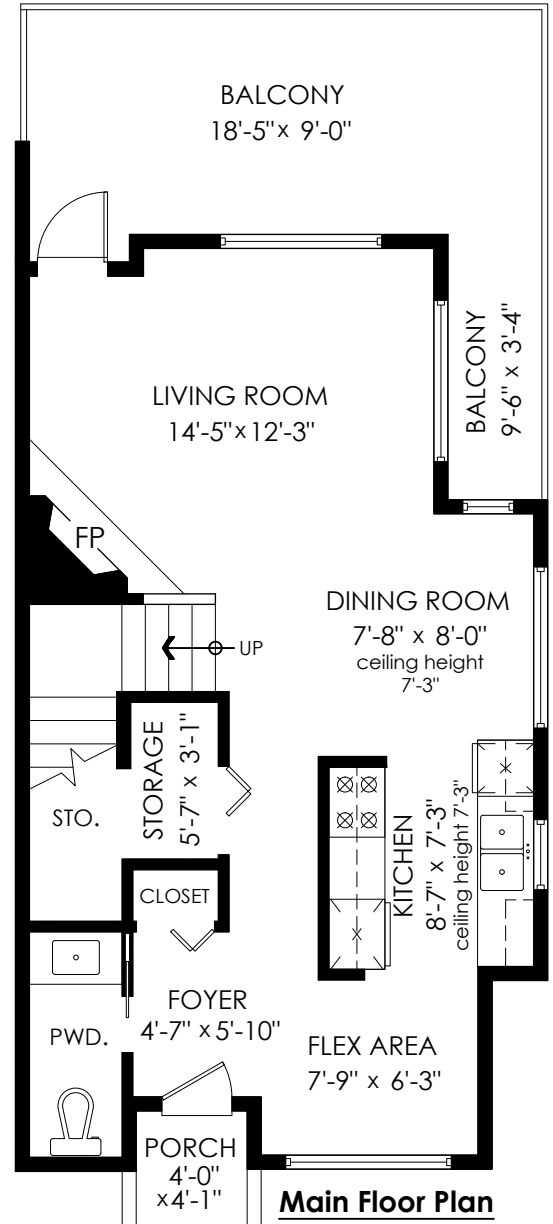 BALCONY
18'-5" x 9'-0"
BALCONY
9'-6" x 3'-4"
LIVING ROOM
14'-5" x 12'-3"
FP
DINING ROOM
7'-8" x 8'-0"
ceiling height
7'-3"
UP
STORAGE
5'-7" x 3'-1"
STO.
KITCHEN
8'-7" x 7'-3"
ceiling height 7'-3"
CLOSET
FOYER
4'-7" x 5'-10"
PWD.
FLEX AREA
7'-9" x 6'-3"
PORCH
4'-0"
x4'-1"
Main Floor Plan